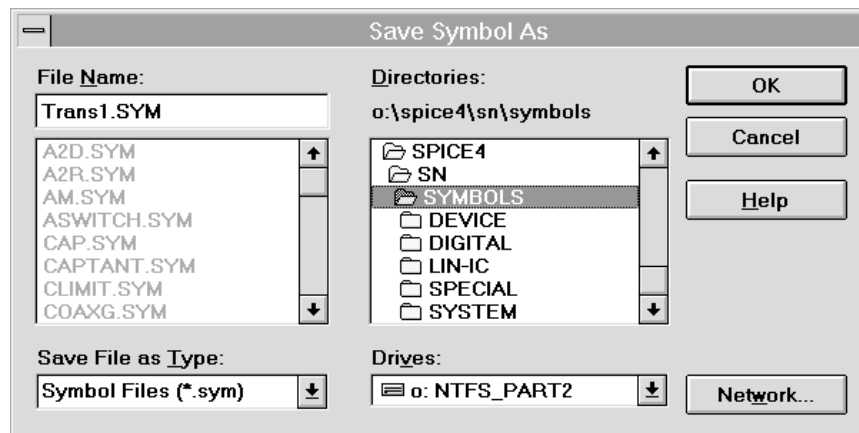 Save Symbol As
File Name:
Trans1.SYM
A2D.SYM
A2R.SYM
AM.SYM
ASWITCH.SYM
CAP.SYM
CAPTANT.SYM
CLIMIT.SYM
COAXG.SYM
Save File as Type:
Symbol Files (*.sym)
Directories:
o:\spice4\sn\symbols
SPICE4
SN
SYMBOLS
DEVICE
DIGITAL
LIN-IC
SPECIAL
SYSTEM
Drives:
o: NTFS_PART2
OK
Cancel
Help
Network...